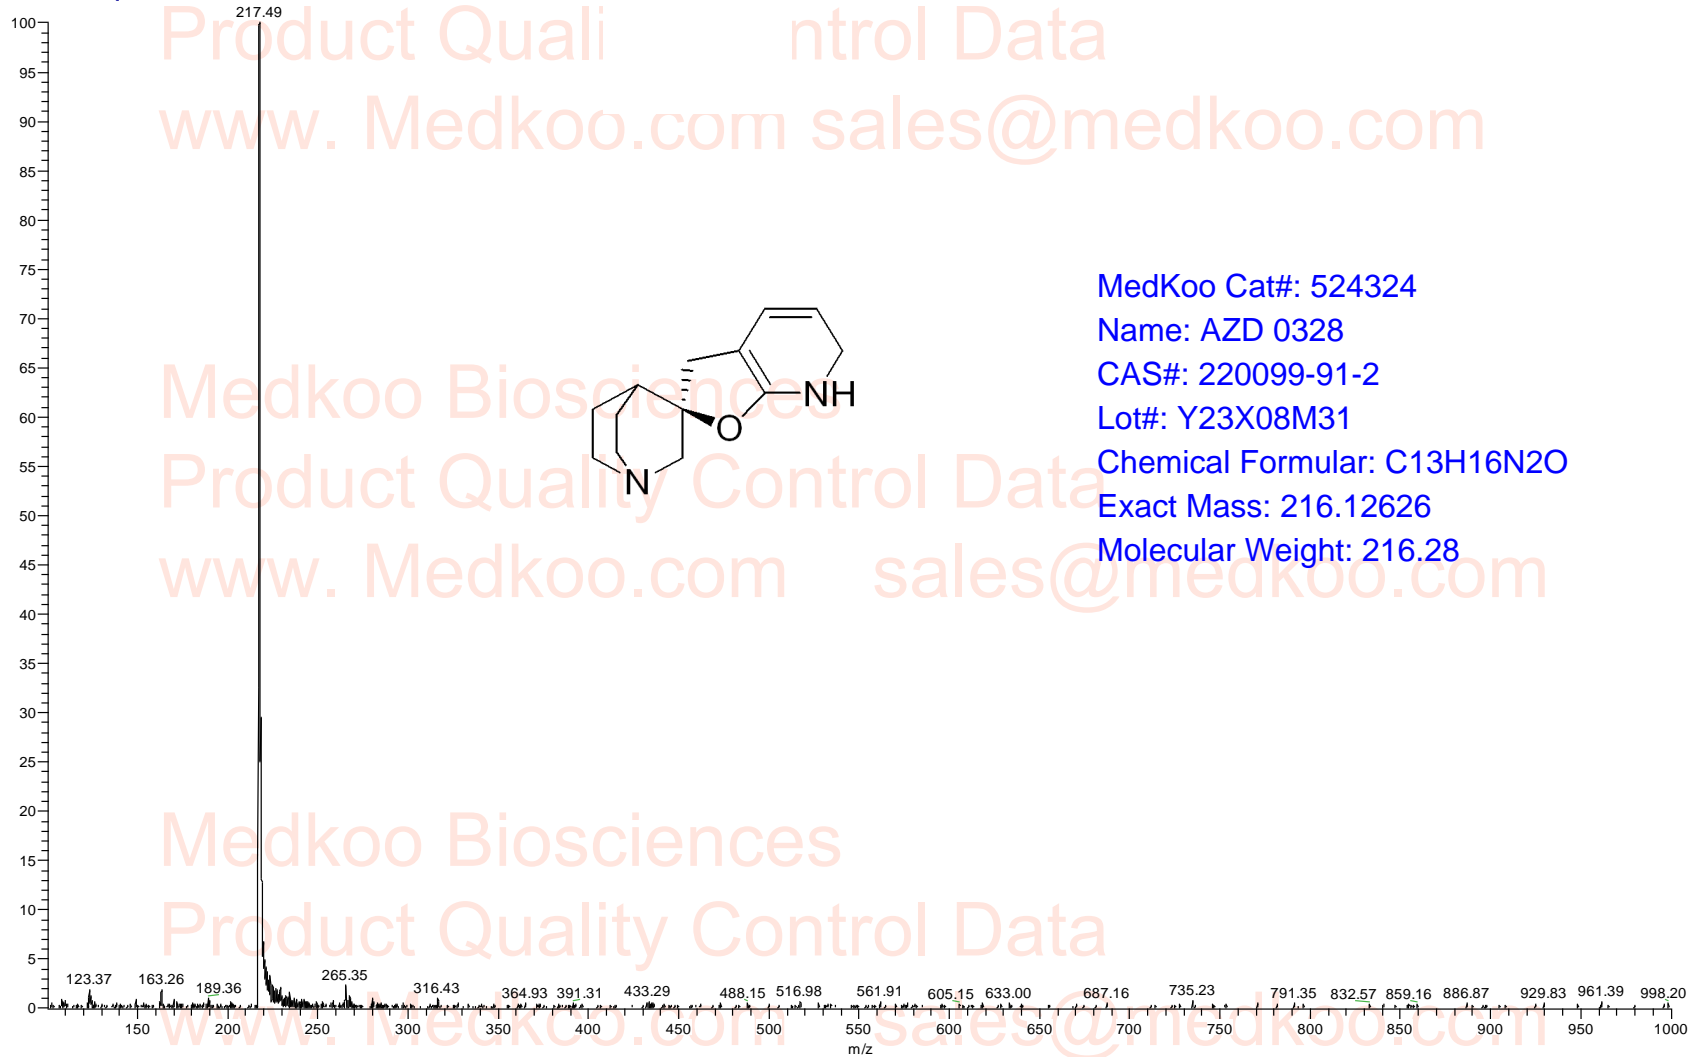 217.49
Product Quali ntrol Data
www. Medkoo.com sales@medkoo.com
MedKoo Cat#: 524324
Name: AZD 0328
CAS#: 220099-91-2
Lot#: Y23X08M31
Chemical Formular: C13H16N2O
Exact Mass: 216.12626
Molecular Weight: 216.28
NH
O
N
Medkoo Biosciences
Product Quality Control Data
www. Medkoo.com sales@medkoo.com
Medkoo Biosciences
Product Quality Control Data
www. Medkoo.com sales@medkoo.com
100
95
90
85
80
75
70
65
60
55
50
45
40
35
30
25
20
15
10
5
0
123.37 163.26 189.36 265.35 316.43 364.93 391.31 433.29 488.15 516.98 561.91 605.15 633.00 687.16 735.23 791.35 832.57 859.16 886.87 929.83 961.39 998.20
150 200 250 300 350 400 450 500 550 600 650 700 750 800 850 900 950 1000
m/z